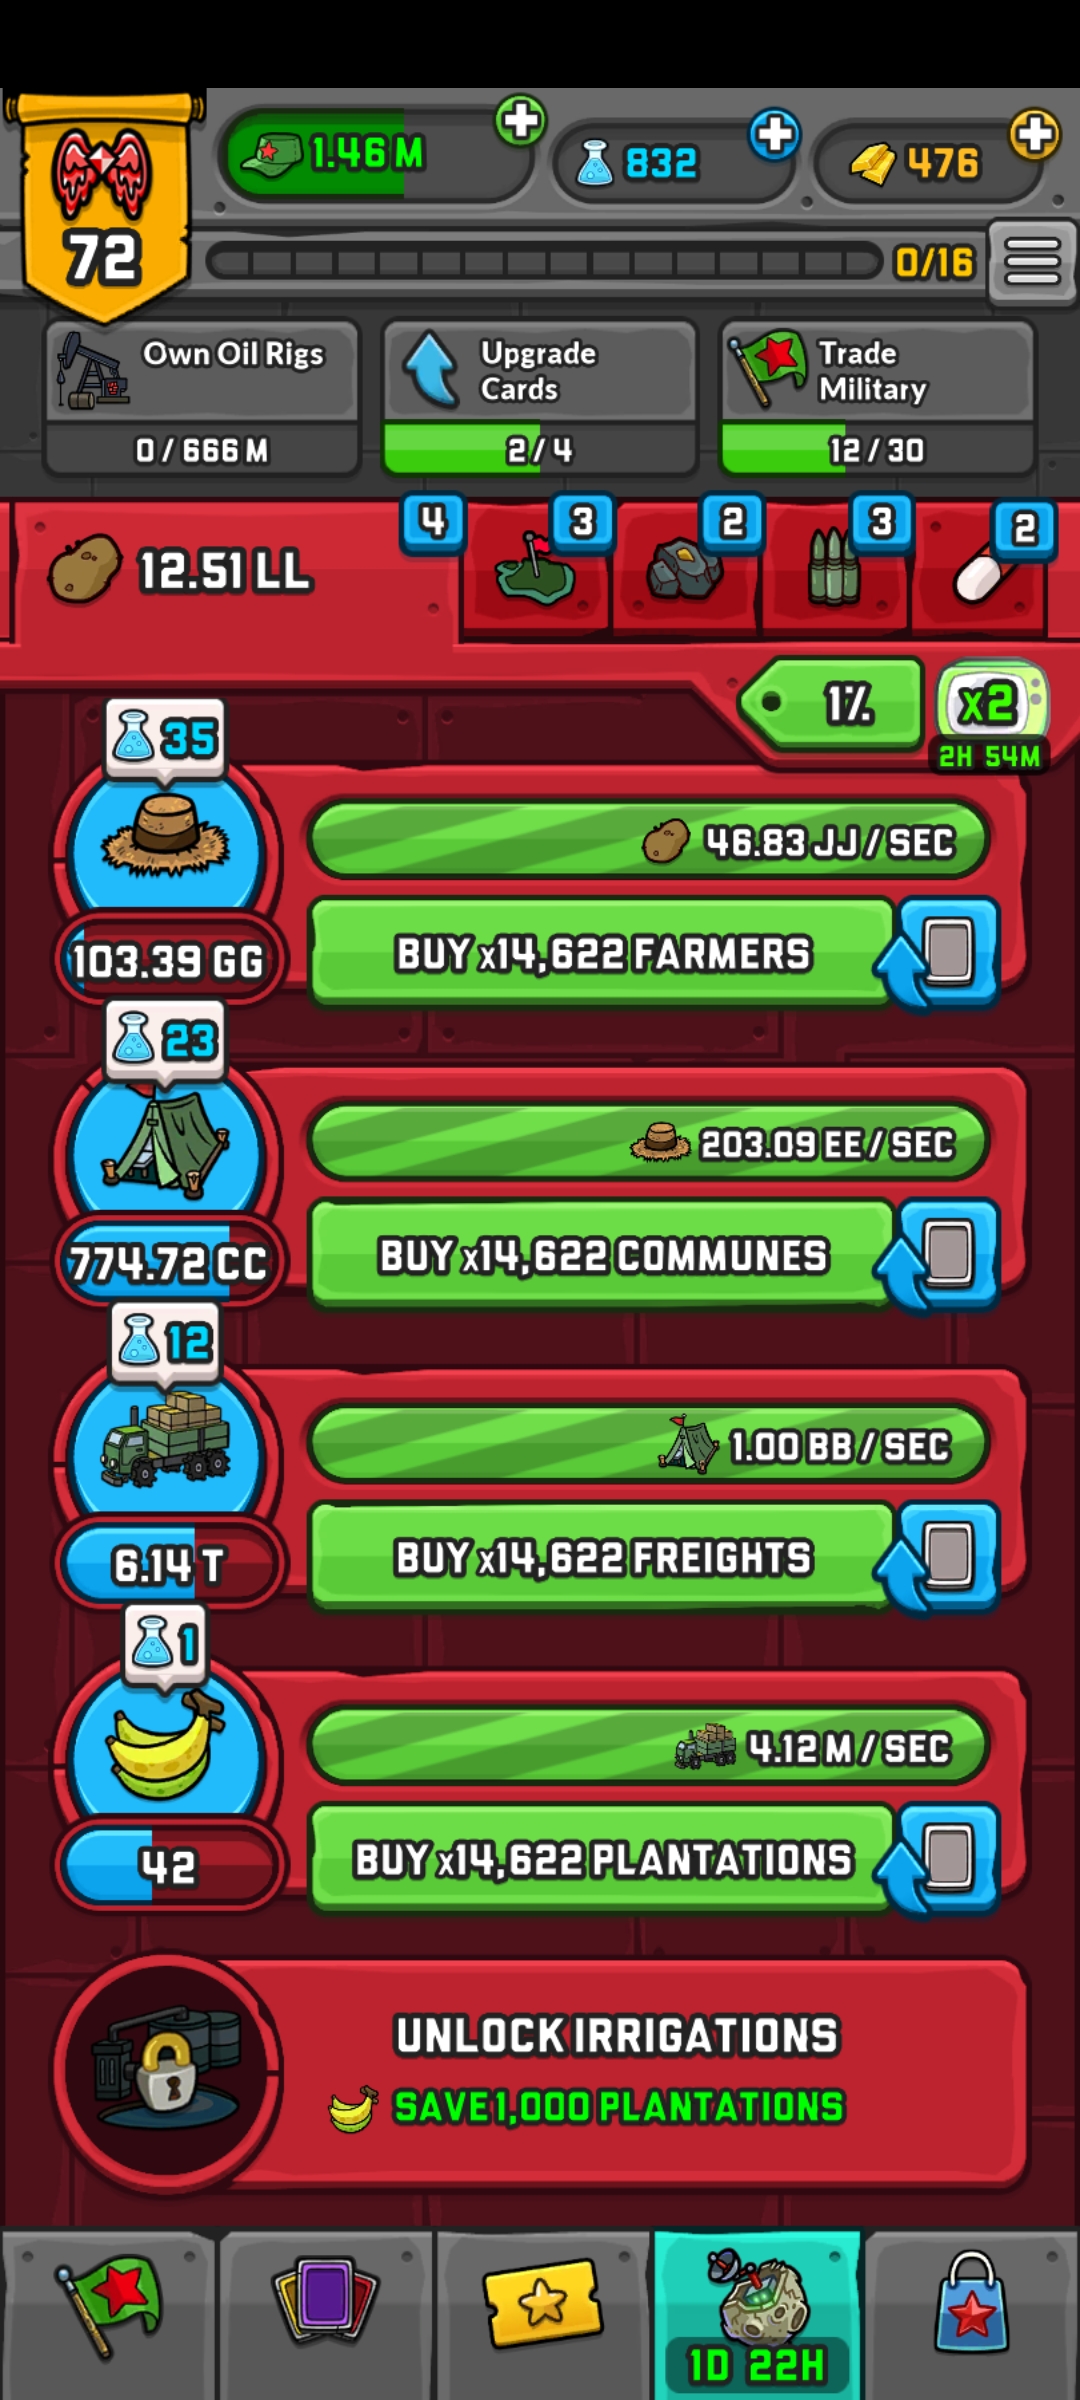 72
1.46 M
832
476
0/16
Own Oil Rigs
0 / 666 M
Upgrade
Cards
2 / 4
Trade
Military
12 / 30
12.51 LL
4
3
2
3
2
1%
x2
2H 54M
35
46.83 JJ / SEC
103.39 GG
BUY x14,622 FARMERS
23
203.09 EE / SEC
774.72 CC
BUY x14,622 COMMUNES
12
1.00 BB / SEC
6.14 T
BUY x14,622 FREIGHTS
1
4.12 M / SEC
42
BUY x14,622 PLANTATIONS
UNLOCK IRRIGATIONS
SAVE 1,000 PLANTATIONS
1D 22H